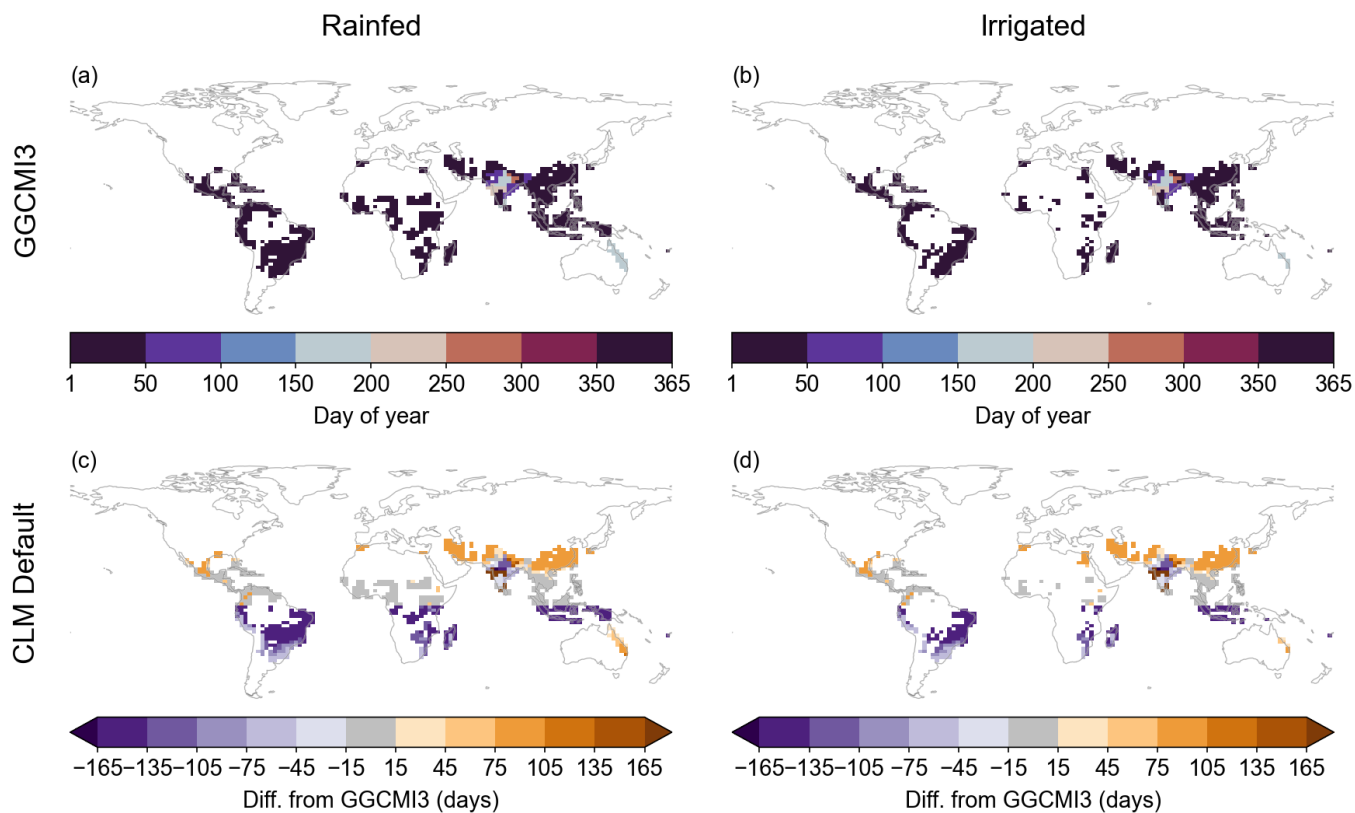 Rainfed
Irrigated
(a)
(b)
GGCMI3
1 50 100 150 200 250 300 350 365
Day of year
1 50 100 150 200 250 300 350 365
Day of year
(c)
(d)
CLM Default
−165 −135 −105 −75 −45 −15 15 45 75 105 135 165
Diff. from GGCMI3 (days)
−165 −135 −105 −75 −45 −15 15 45 75 105 135 165
Diff. from GGCMI3 (days)